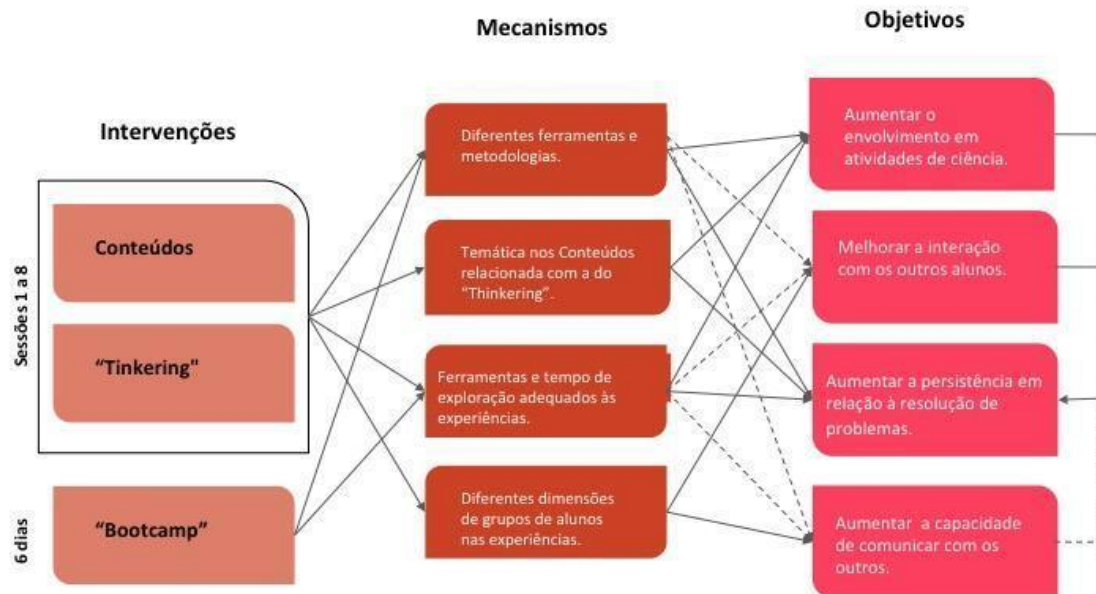 Mecanismos
Objetivos
Intervenções
Sessões 1 a 8
Conteúdos
“Tinkering"
6 dias
“Bootcamp”
Diferentes ferramentas e
metodologias.
Temática nos Conteúdos
relacionada com a do
“Thinkering”.
Ferramentas e tempo de
exploração adequados às
experiências.
Diferentes dimensões
de grupos de alunos
nas experiências.
Aumentar o
envolvimento em
atividades de ciência.
Melhorar a interação
com os outros alunos.
Aumentar a persistência em
relação à resolução de
problemas.
Aumentar a capacidade
de comunicar com os
outros.